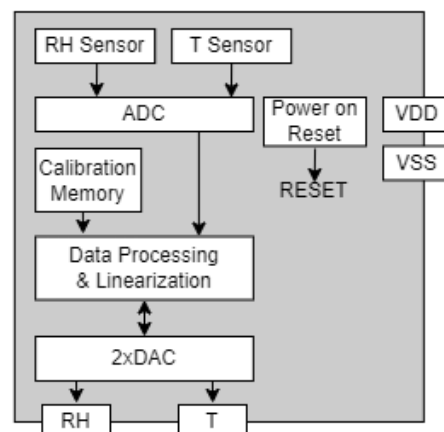 RH Sensor
T Sensor
ADC
Power on
Reset
VDD
VSS
RESET
Calibration
Memory
Data Processing
& Linearization
2xDAC
RH
T